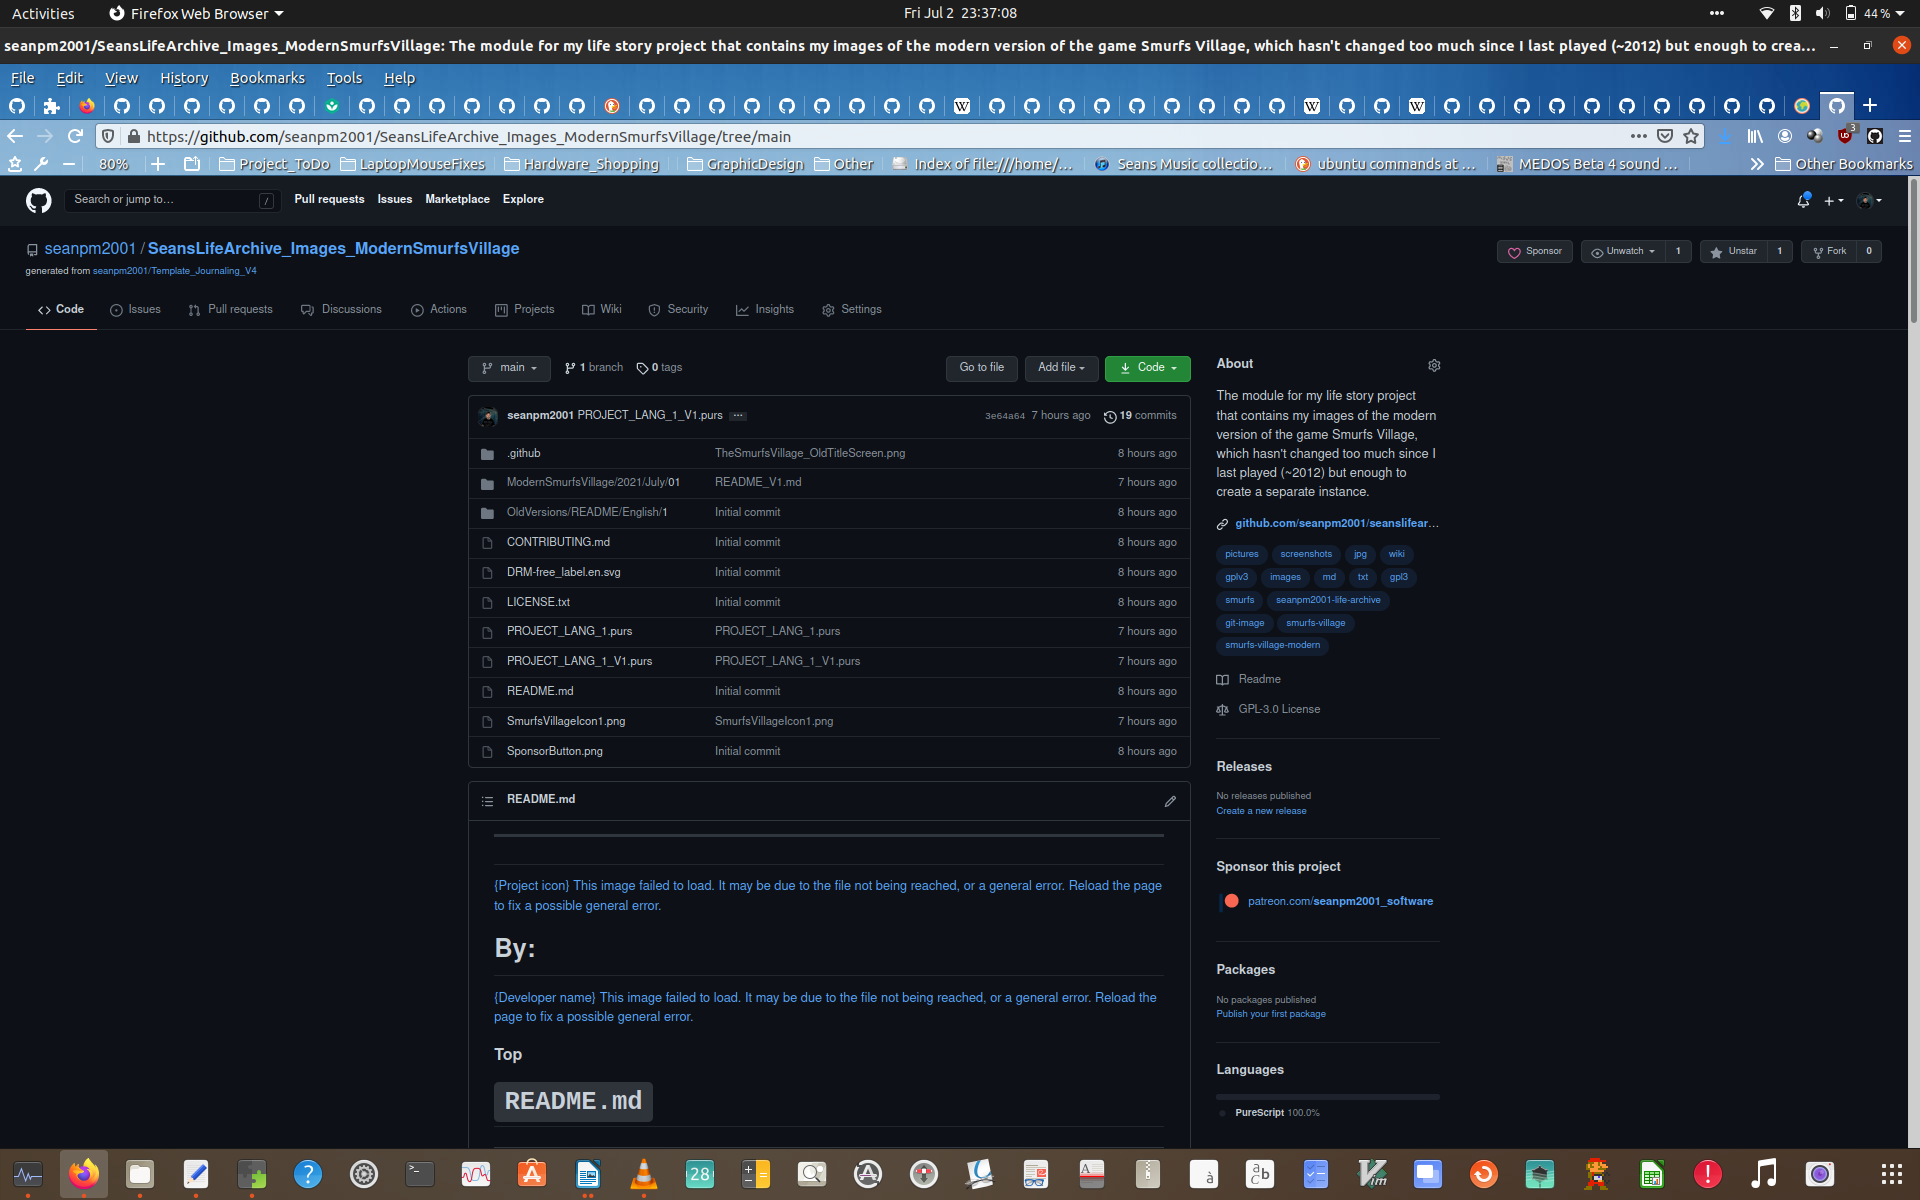 Activities Firefox Web Browser Fri Jul 2 23:37:08 44 %
seanpm2001/SeansLifeArchive_Images_ModernSmurfsVillage: The module for my life story project that contains my images of the modern version of the game Smurfs Village, which hasn't changed too much since I last played (~2012) but enough to crea...
File Edit View History Bookmarks Tools Help
https://github.com/seanpm2001/SeansLifeArchive_Images_ModernSmurfsVillage/tree/main 3
80% Project_ToDo LaptopMouseFixes Hardware_Shopping GraphicDesign Other Index of file:///home/... Seans Music collectio... ubuntu commands at ... MEDOS Beta 4 sound ... Other Bookmarks
Search or jump to... / Pull requests Issues Marketplace Explore
seanpm2001 / SeansLifeArchive_Images_ModernSmurfsVillage Sponsor Unwatch 1 Unstar 1 Fork 0
generated from seanpm2001/Template_Journaling_V4
Code Issues Pull requests Discussions Actions Projects Wiki Security Insights Settings
main 1 branch 0 tags Go to file Add file Code
seanpm2001 PROJECT_LANG_1_V1.purs ... 3e64a64 7 hours ago 19 commits
.github TheSmurfsVillage_OldTitleScreen.png 8 hours ago
ModernSmurfsVillage/2021/July/01 README_V1.md 7 hours ago
OldVersions/README/English/1 Initial commit 8 hours ago
CONTRIBUTING.md Initial commit 8 hours ago
DRM-free_label.en.svg Initial commit 8 hours ago
LICENSE.txt Initial commit 8 hours ago
PROJECT_LANG_1.purs PROJECT_LANG_1.purs 7 hours ago
PROJECT_LANG_1_V1.purs PROJECT_LANG_1_V1.purs 7 hours ago
README.md Initial commit 8 hours ago
SmurfsVillageIcon1.png SmurfsVillageIcon1.png 7 hours ago
SponsorButton.png Initial commit 8 hours ago
README.md
{Project icon} This image failed to load. It may be due to the file not being reached, or a general error. Reload the page
to fix a possible general error.
By:
{Developer name} This image failed to load. It may be due to the file not being reached, or a general error. Reload the
page to fix a possible general error.
Top
README.md
About
The module for my life story project
that contains my images of the modern
version of the game Smurfs Village,
which hasn't changed too much since I
last played (~2012) but enough to
create a separate instance.
github.com/seanpm2001/seanslifear...
pictures screenshots jpg wiki
gplv3 images md txt gpl3
smurfs seanpm2001-life-archive
git-image smurfs-village
smurfs-village-modern
Readme
GPL-3.0 License
Releases
No releases published
Create a new release
Sponsor this project
patreon.com/seanpm2001_software
Packages
No packages published
Publish your first package
Languages
PureScript 100.0%
28